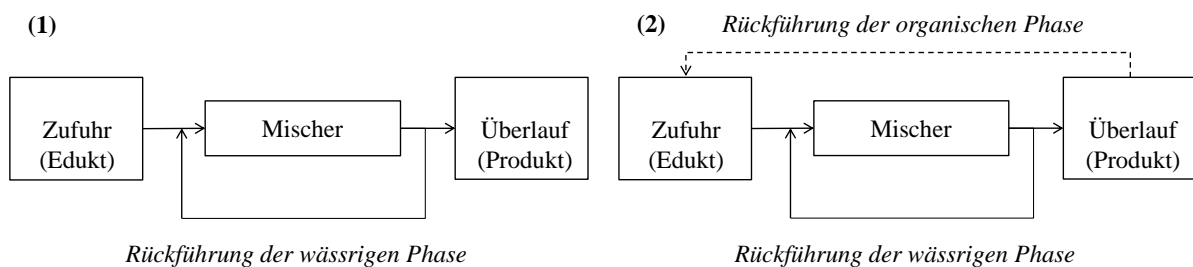 (1)
Zufuhr
(Edukt)
Mischer
Überlauf
(Produkt)
Rückführung der wässrigen Phase
(2)
Rückführung der organischen Phase
Zufuhr
(Edukt)
Mischer
Überlauf
(Produkt)
Rückführung der wässrigen Phase